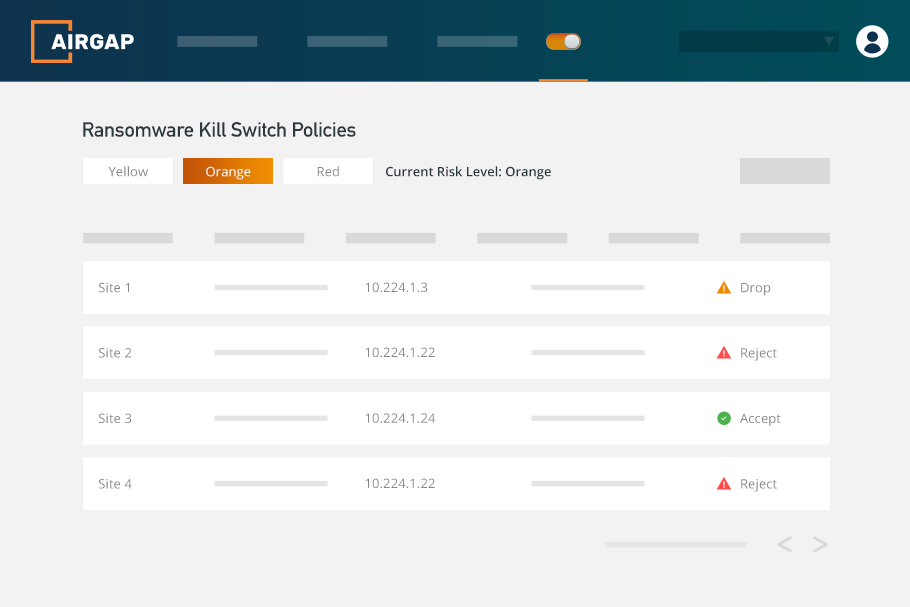 AIRGAP
Ransomware Kill Switch Policies
Yellow Orange Red Current Risk Level: Orange
Site 1 10.224.1.3 Drop
Site 2 10.224.1.22 Reject
Site 3 10.224.1.24 Accept
Site 4 10.224.1.22 Reject
< >